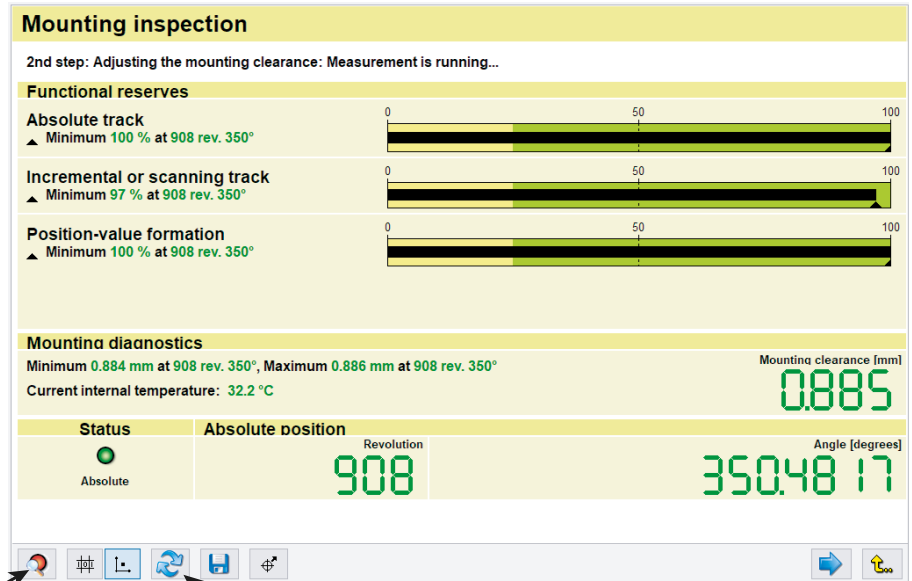 Mounting inspection
2nd step: Adjusting the mounting clearance: Measurement is running...
Functional reserves
Absolute track
Minimum 100 % at 908 rev. 350°
0 50 100
Incremental or scanning track
Minimum 97 % at 908 rev. 350°
0 50 100
Position-value formation
Minimum 100 % at 908 rev. 350°
0 50 100
Mounting diagnostics
Minimum 0.884 mm at 908 rev. 350°, Maximum 0.886 mm at 908 rev. 350°
Mounting clearance [mm]
Current internal temperature: 32.2 °C
0.885
Status
Absolute position
Absolute
Revolution
908
Angle [degrees]
350.4817